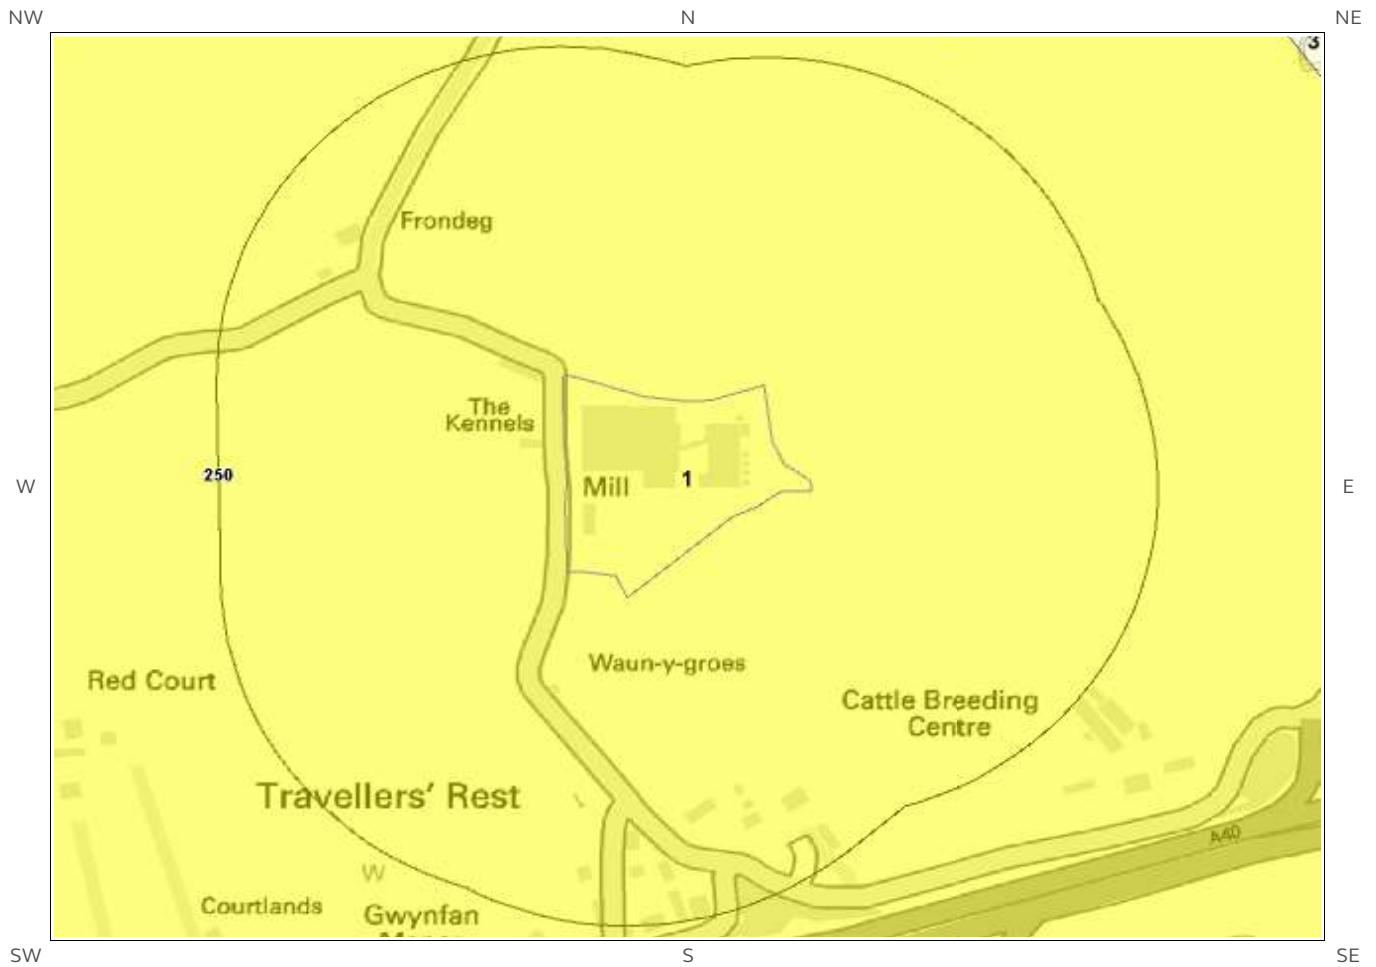 NW
N
NE
3
Frondeg
The
Kennels
250
W
Mill
1
E
Waun-y-groes
Red Court
Cattle Breeding
Centre
Travellers' Rest
A40
W
Courtlands
Gwynfan
SW
S
SE